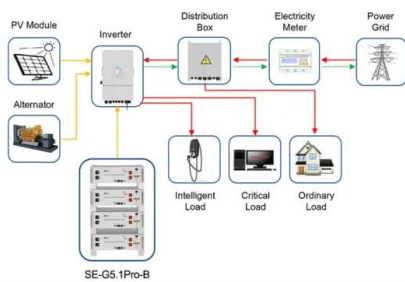 PV Module
Inverter
Distribution
Box
Electricity
Meter
Power
Grid
Alternator
Intelligent
Load
Critical
Load
Ordinary
Load
SE-G5.1Pro-B